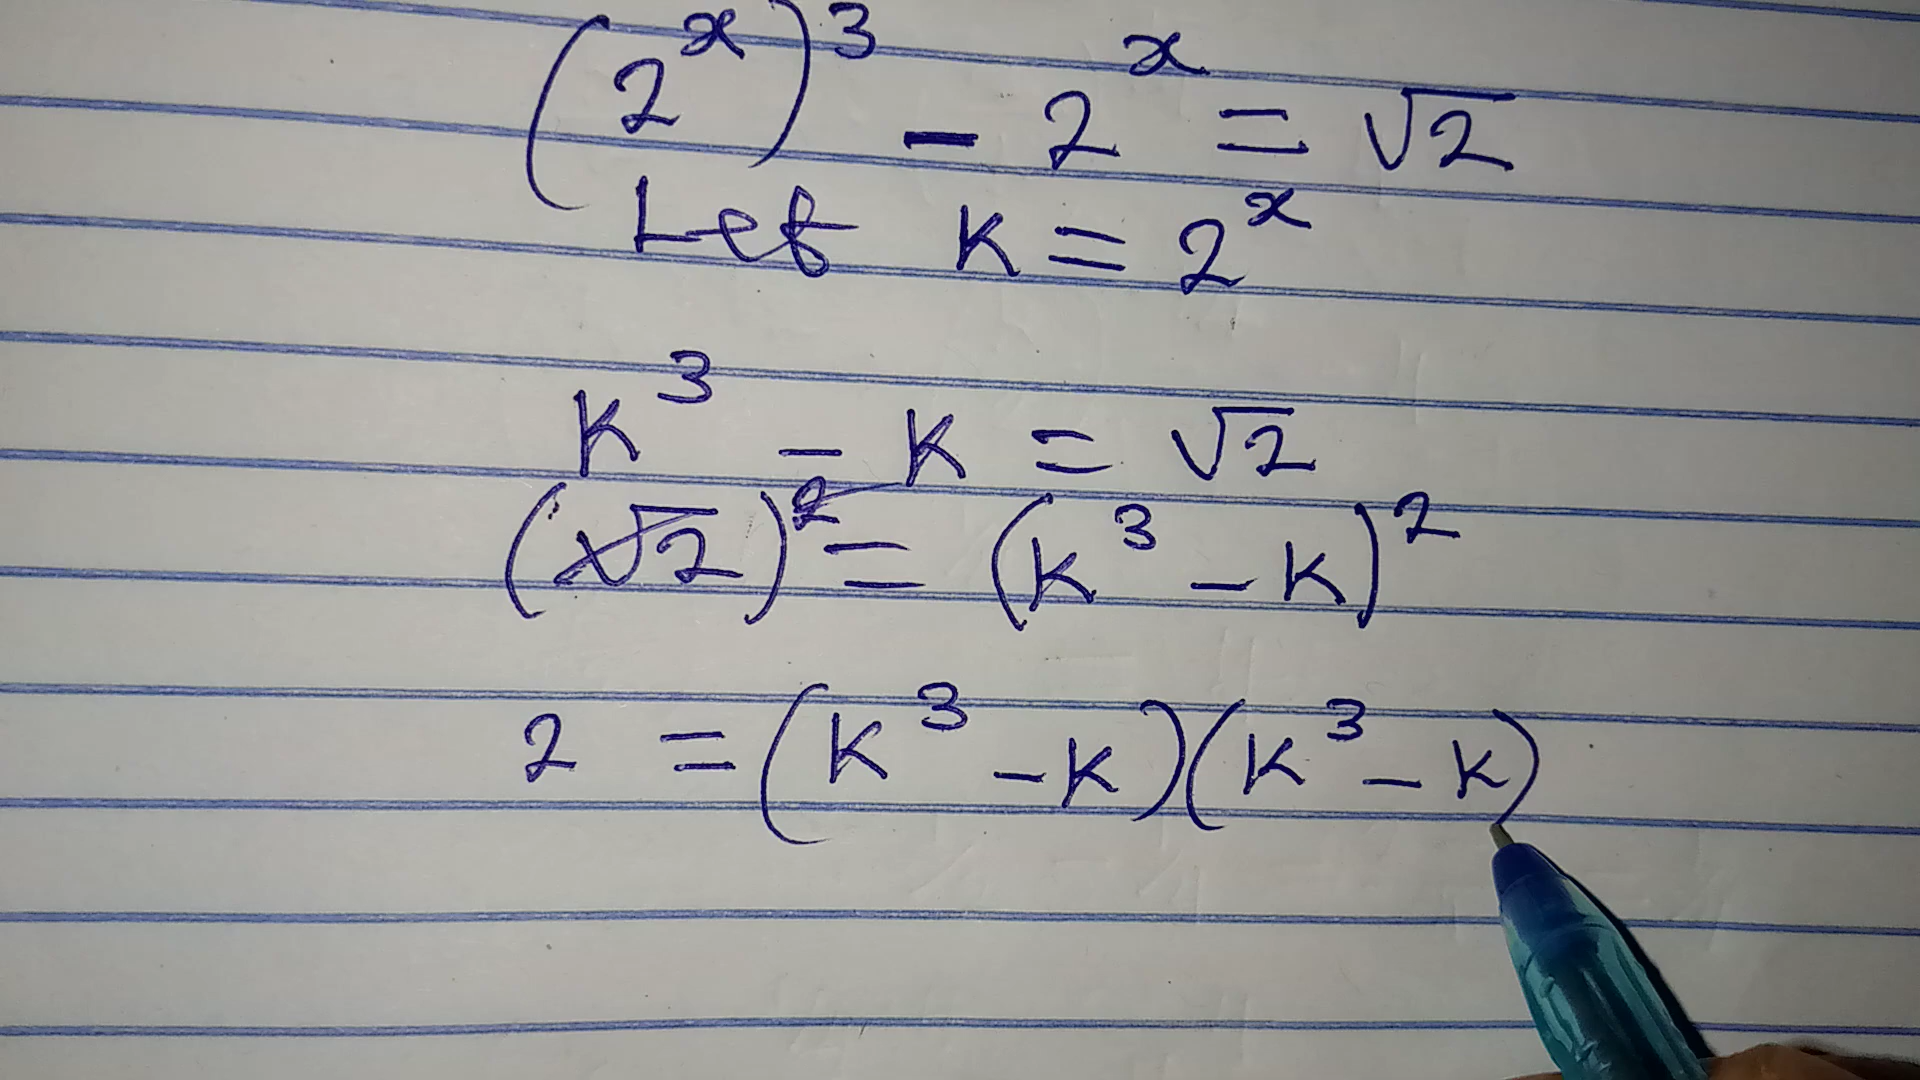 (2^x)^3 - 2^x = √2
Let K = 2^x
K^3 - K = √2
(√2)^2 = (K^3 - K)^2
2 = (K^3 - K)(K^3 - K)